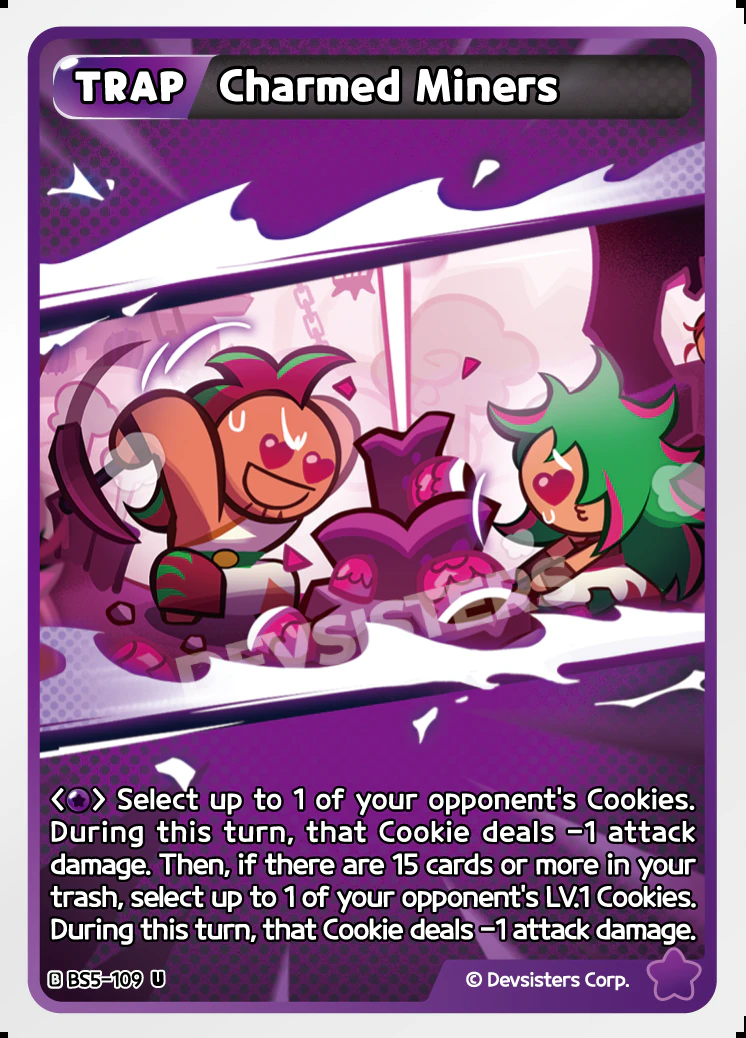 TRAP Charmed Miners
DEVSISTERS
< > Select up to 1 of your opponent's Cookies.
During this turn, that Cookie deals -1 attack
damage. Then, if there are 15 cards or more in your
trash, select up to 1 of your opponent's LV.1 Cookies.
During this turn, that Cookie deals -1 attack damage.
B BS5-109 U © Devsisters Corp.